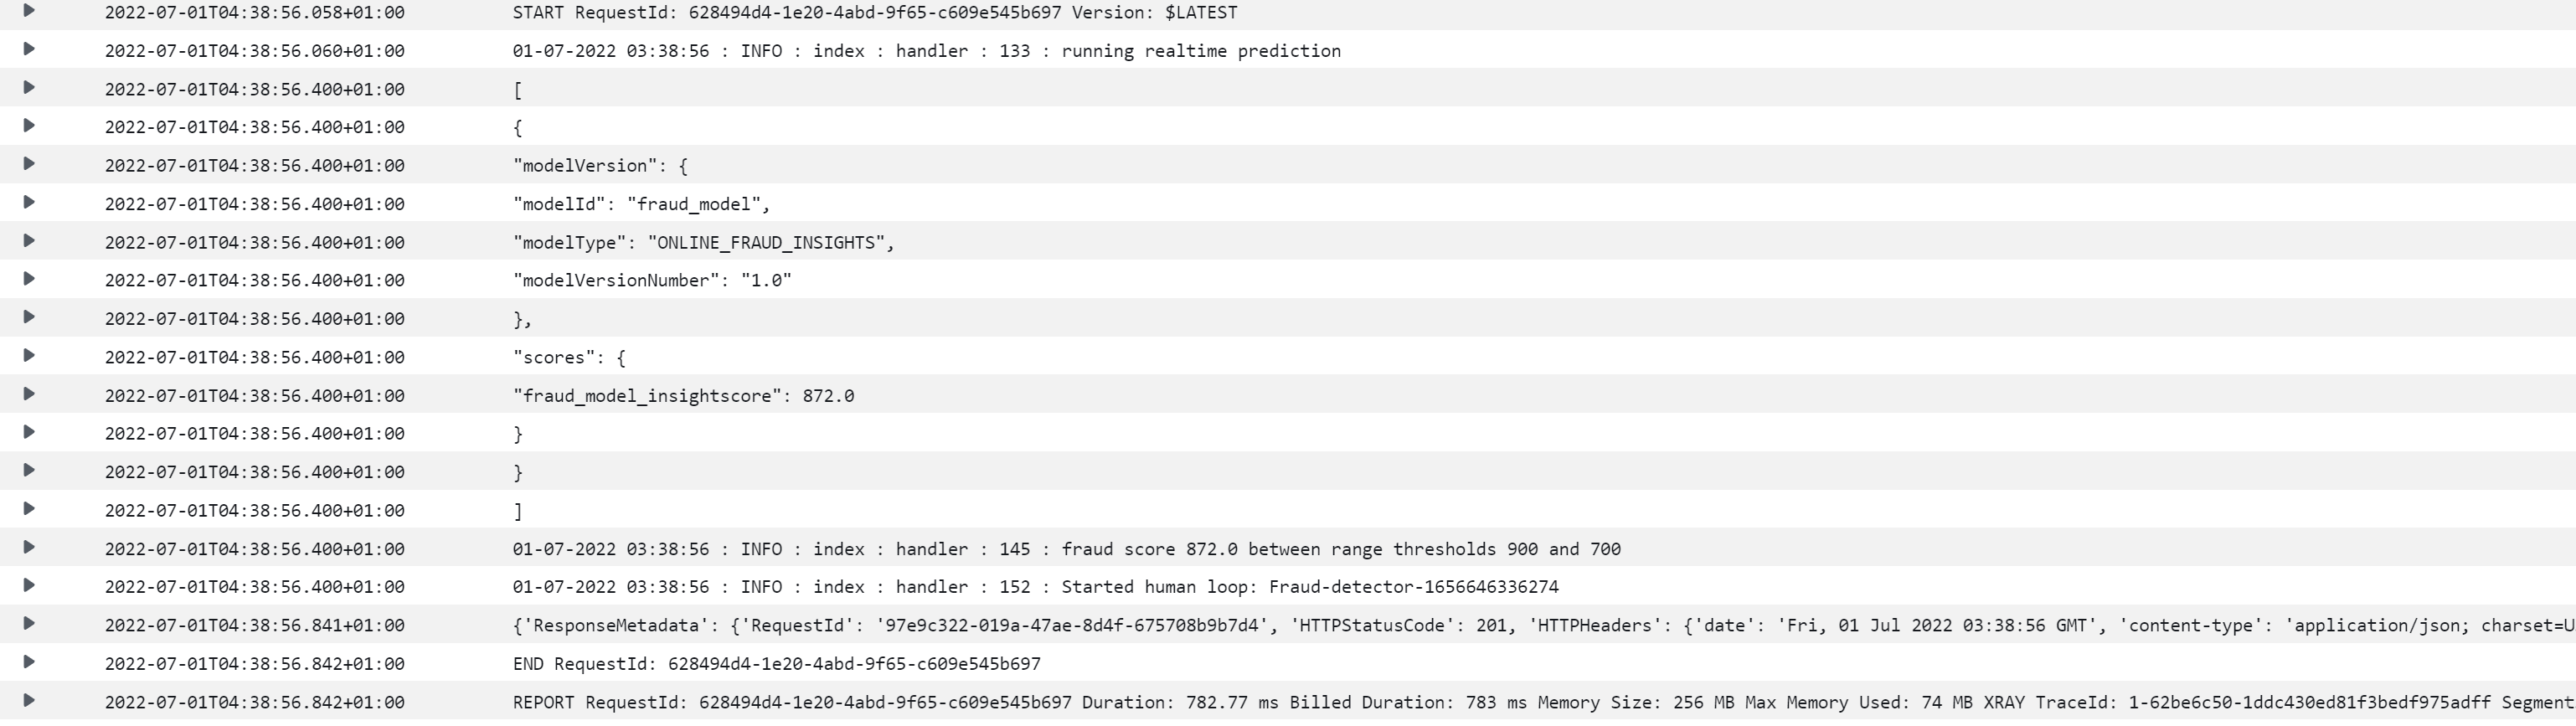 2022-07-01T04:38:56.058+01:00 START RequestId: 628494d4-1e20-4abd-9f65-c609e545b697 Version: $LATEST
2022-07-01T04:38:56.060+01:00 01-07-2022 03:38:56 : INFO : index : handler : 133 : running realtime prediction
2022-07-01T04:38:56.400+01:00 [
2022-07-01T04:38:56.400+01:00 {
2022-07-01T04:38:56.400+01:00 "modelVersion": {
2022-07-01T04:38:56.400+01:00 "modelId": "fraud_model",
2022-07-01T04:38:56.400+01:00 "modelType": "ONLINE_FRAUD_INSIGHTS",
2022-07-01T04:38:56.400+01:00 "modelVersionNumber": "1.0"
2022-07-01T04:38:56.400+01:00 },
2022-07-01T04:38:56.400+01:00 "scores": {
2022-07-01T04:38:56.400+01:00 "fraud_model_insightscore": 872.0
2022-07-01T04:38:56.400+01:00 }
2022-07-01T04:38:56.400+01:00 }
2022-07-01T04:38:56.400+01:00 ]
2022-07-01T04:38:56.400+01:00 01-07-2022 03:38:56 : INFO : index : handler : 145 : fraud score 872.0 between range thresholds 900 and 700
2022-07-01T04:38:56.400+01:00 01-07-2022 03:38:56 : INFO : index : handler : 152 : Started human loop: Fraud-detector-1656646336274
2022-07-01T04:38:56.841+01:00 {'ResponseMetadata': {'RequestId': '97e9c322-019a-47ae-8d4f-675708b9b7d4', 'HTTPStatusCode': 201, 'HTTPHeaders': {'date': 'Fri, 01 Jul 2022 03:38:56 GMT', 'content-type': 'application/json; charset=U
2022-07-01T04:38:56.842+01:00 END RequestId: 628494d4-1e20-4abd-9f65-c609e545b697
2022-07-01T04:38:56.842+01:00 REPORT RequestId: 628494d4-1e20-4abd-9f65-c609e545b697 Duration: 782.77 ms Billed Duration: 783 ms Memory Size: 256 MB Max Memory Used: 74 MB XRAY TraceId: 1-62be6c50-1ddc430ed81f3bedf975adff Segment